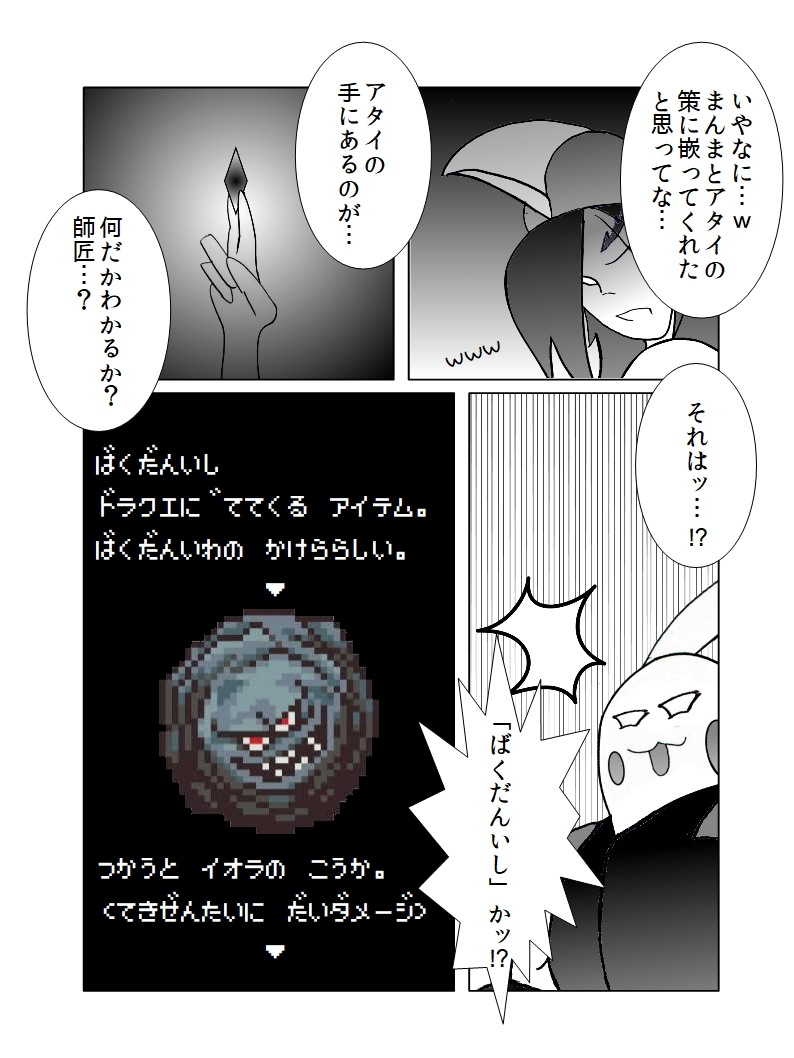 いやなに…ｗ
まんまとアタイの
策に嵌ってくれた
と思ってな…
www
アタイの
手にあるのが…
何だかわかるか？
師匠…？
それはッ…!?
「ばくだんいし」かッ!?
ばくだんいし
ドラクエに゛ててくる アイテム。
ばくだんいわの かけららしい。
つかうと イオラの こうか。
<てきぜんたいに だいダメージ>